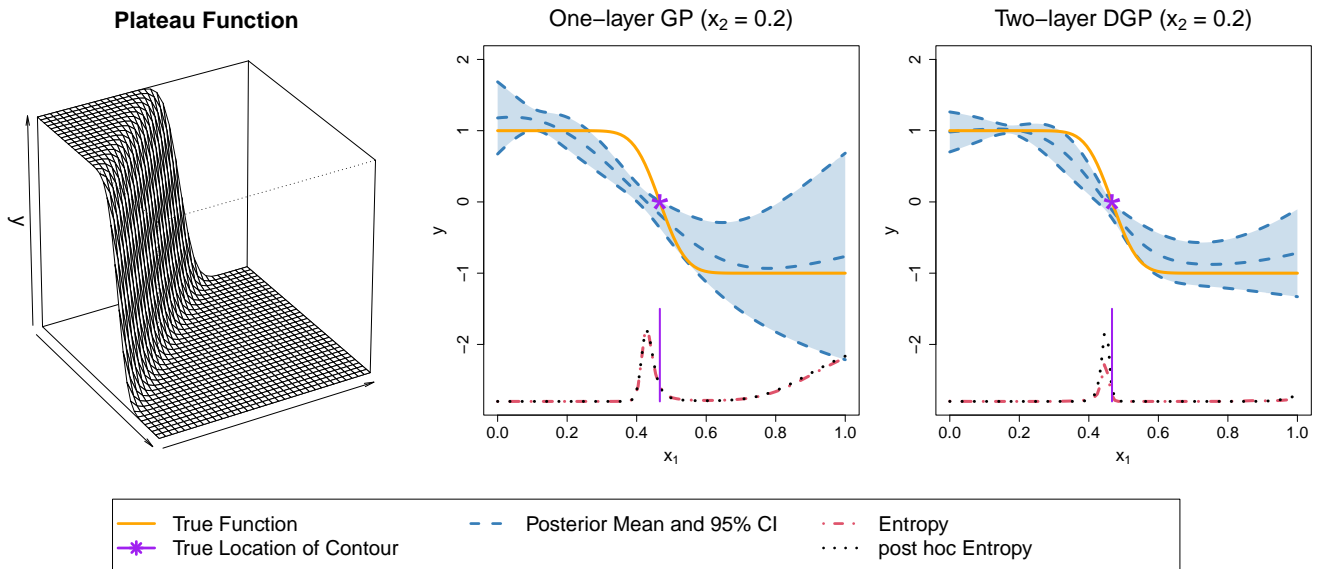 Plateau Function
y
One−layer GP (x₂ = 0.2)
2
1
0
−1
−2
y
0.0 0.2 0.4 0.6 0.8 1.0
x₁
Two−layer DGP (x₂ = 0.2)
2
1
0
−1
−2
y
0.0 0.2 0.4 0.6 0.8 1.0
x₁
True Function
True Location of Contour
Posterior Mean and 95% CI
Entropy
post hoc Entropy